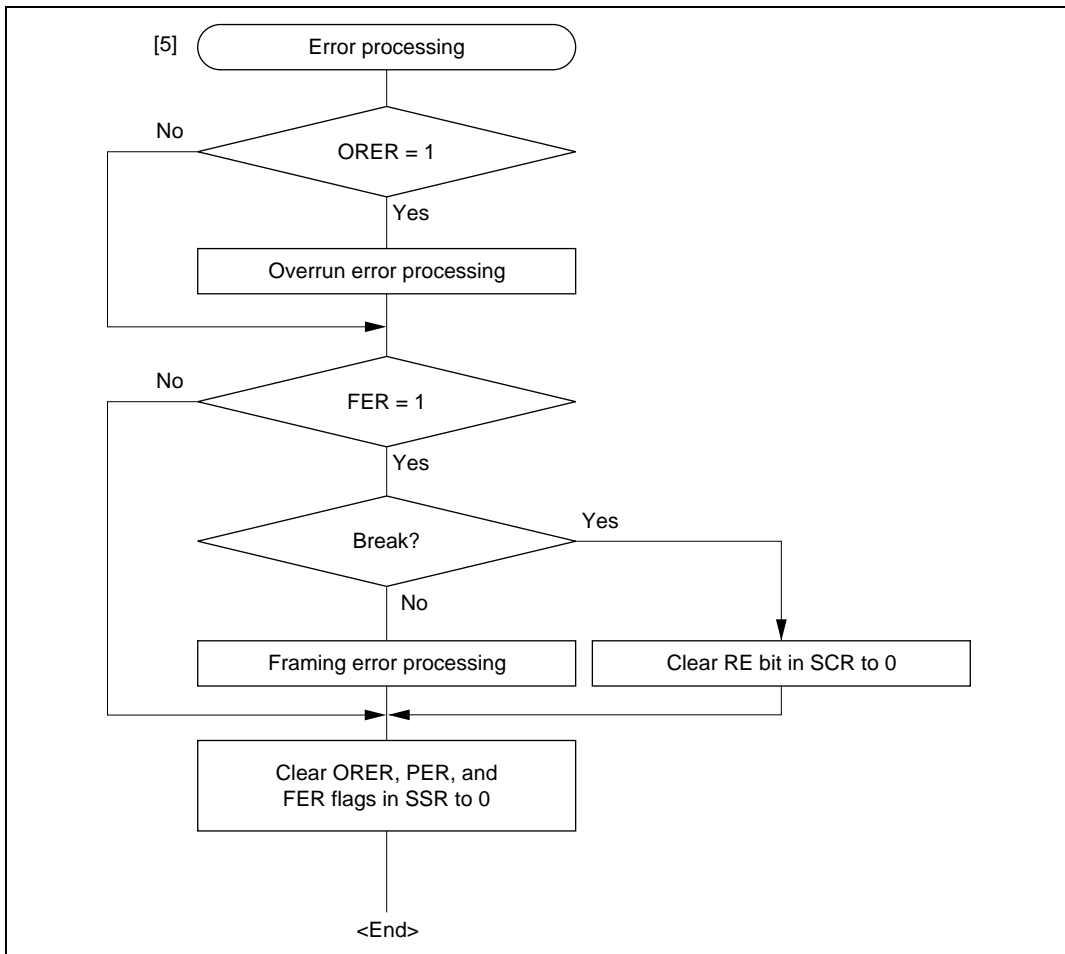 [5]
Error processing
No
ORER = 1
Yes
Overrun error processing
No
FER = 1
Yes
Break?
Yes
No
Framing error processing
Clear RE bit in SCR to 0
Clear ORER, PER, and
FER flags in SSR to 0
<End>